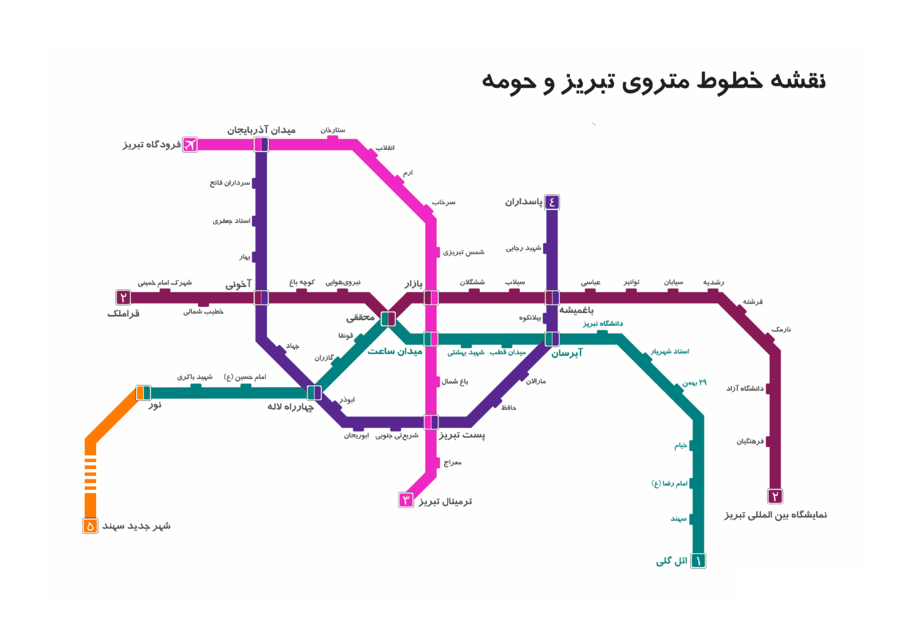 نقشه خطوط متروی تبریز و حومه
میدان آذربایجان
ستارخان
فرودگاه تبریز
انقلاب
ارم
سرداران فاتح
سرخاب
پاسداران
٤
استاد جعفری
شهید رجایی
شمس تبریزی
بهار
شهرک امام خمینی
آخونی
کوچه باغ
نیروی‌هوایی
بازار
ششگلان
سیلاب
عباسی
توانیر
سیابان
رشدیه
۲
قراملک
خطیب شمالی
محققی
باغمیشه
فرشته
بیلانکوه
دانشگاه تبریز
نازمک
قونقا
جهاد
گازران
میدان ساعت
شهید بهشتی
میدان قطب
آبرسان
استاد شهریار
شهید باکری
امام حسین (ع)
باغ شمال
مارالان
۲۹ بهمن
دانشگاه آزاد
نور
چهارراه لاله
ابوذر
حافظ
ابوریحان
شریعتی جنوبی
پست تبریز
خیام
فرهنگیان
معراج
امام رضا (ع)
۳
ترمینال تبریز
۲
نمایشگاه بین المللی تبریز
سهند
۵
شهر جدید سهند
ائل گلی
۱